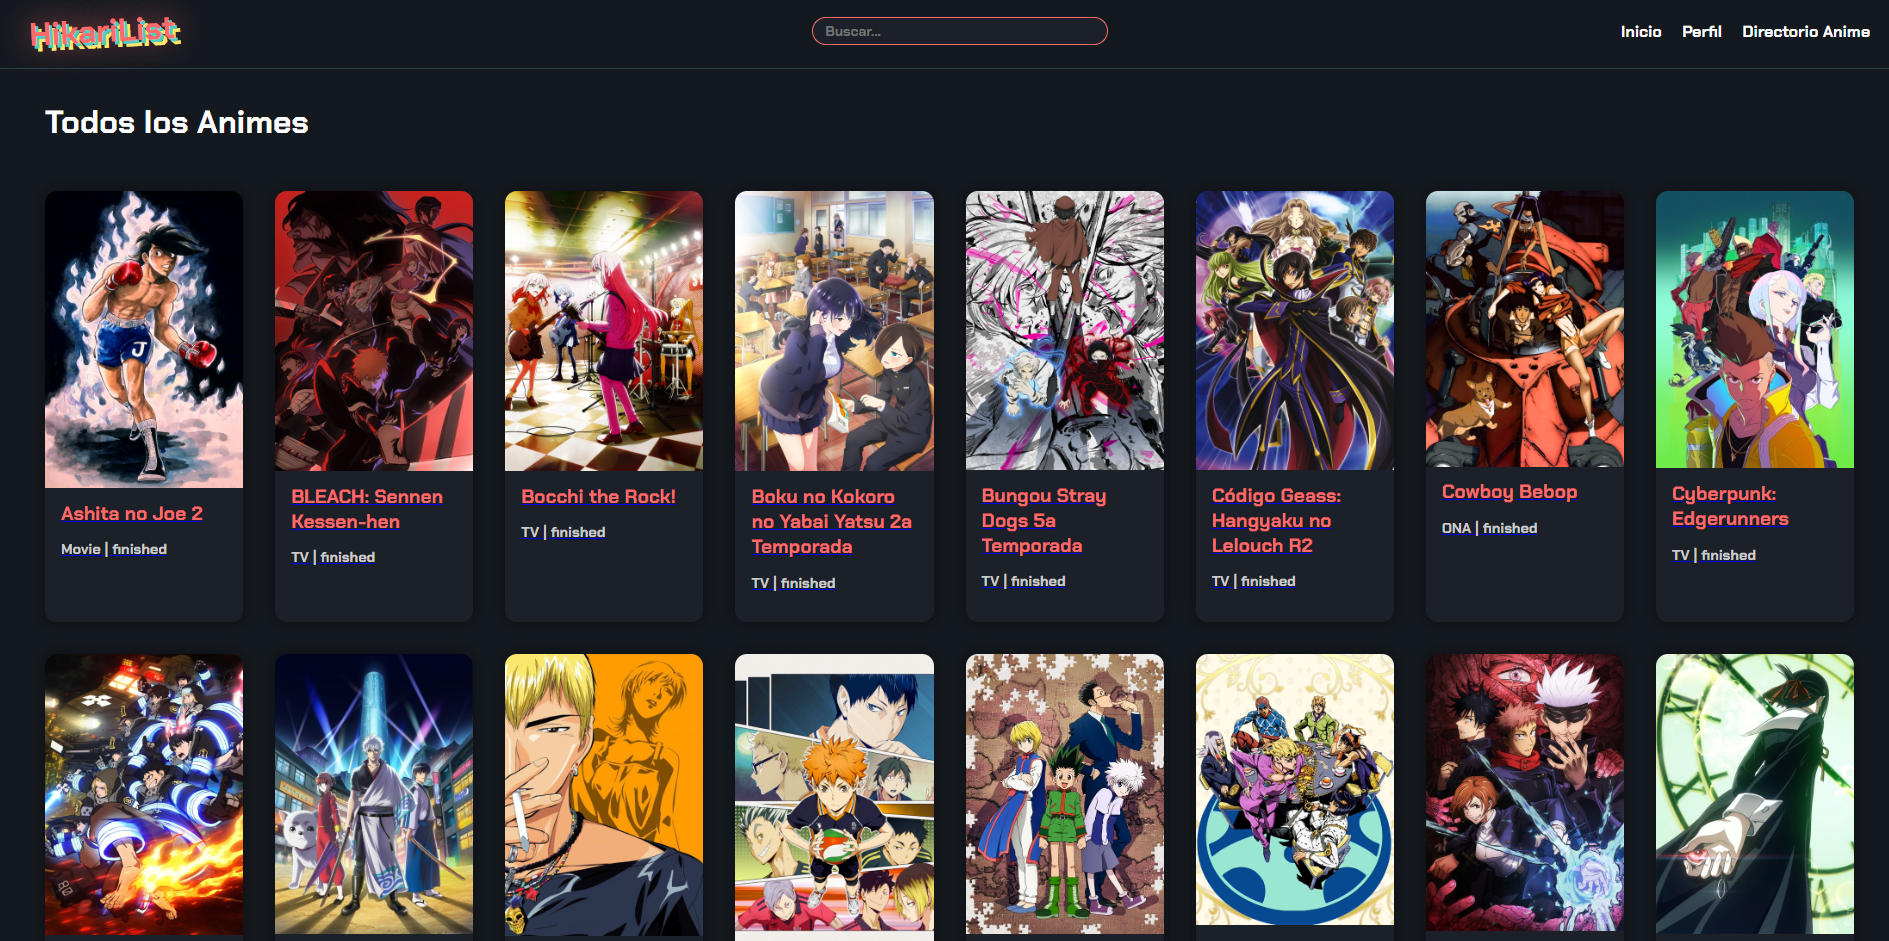 HikariList
Buscar...
Inicio Perfil Directorio Anime
Todos los Animes
Ashita no Joe 2
Movie | finished
BLEACH: Sennen
Kessen-hen
TV | finished
Bocchi the Rock!
TV | finished
Boku no Kokoro
no Yabai Yatsu 2a
Temporada
TV | finished
Bungou Stray
Dogs 5a
Temporada
TV | finished
Código Geass:
Hangyaku no
Lelouch R2
TV | finished
Cowboy Bebop
ONA | finished
Cyberpunk:
Edgerunners
TV | finished
J